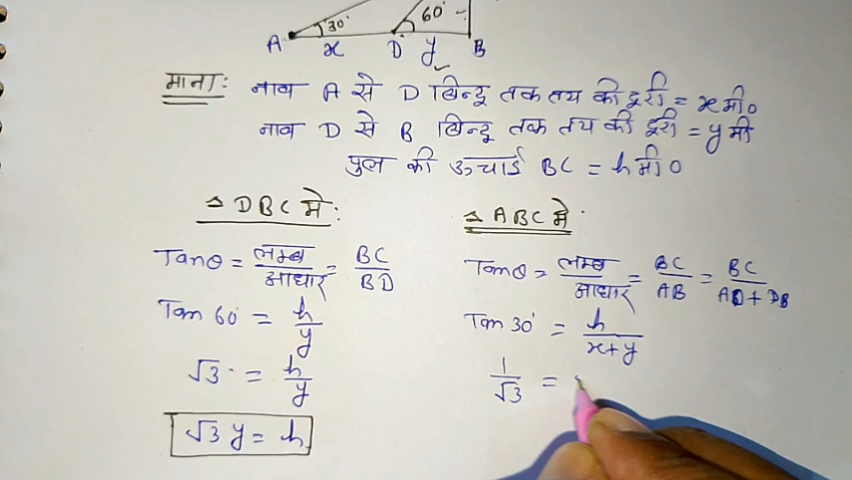 30° 60°
A x D y B
माना: नाव A से D बिन्दू तक तय की दूरी = x मी०
नाव D से B बिन्दू तक तय की दूरी = y मी
पुल की ऊचाई BC = h मी०
△ DBC मे:
Tanθ = लम्ब/आधार = BC/BD
Tan 60° = h/y
√3 = h/y
√3 y = h
△ ABC मे:
Tanθ = लम्ब/आधार = BC/AB = BC/AD + DB
Tan 30° = h/x+y
1/√3 =